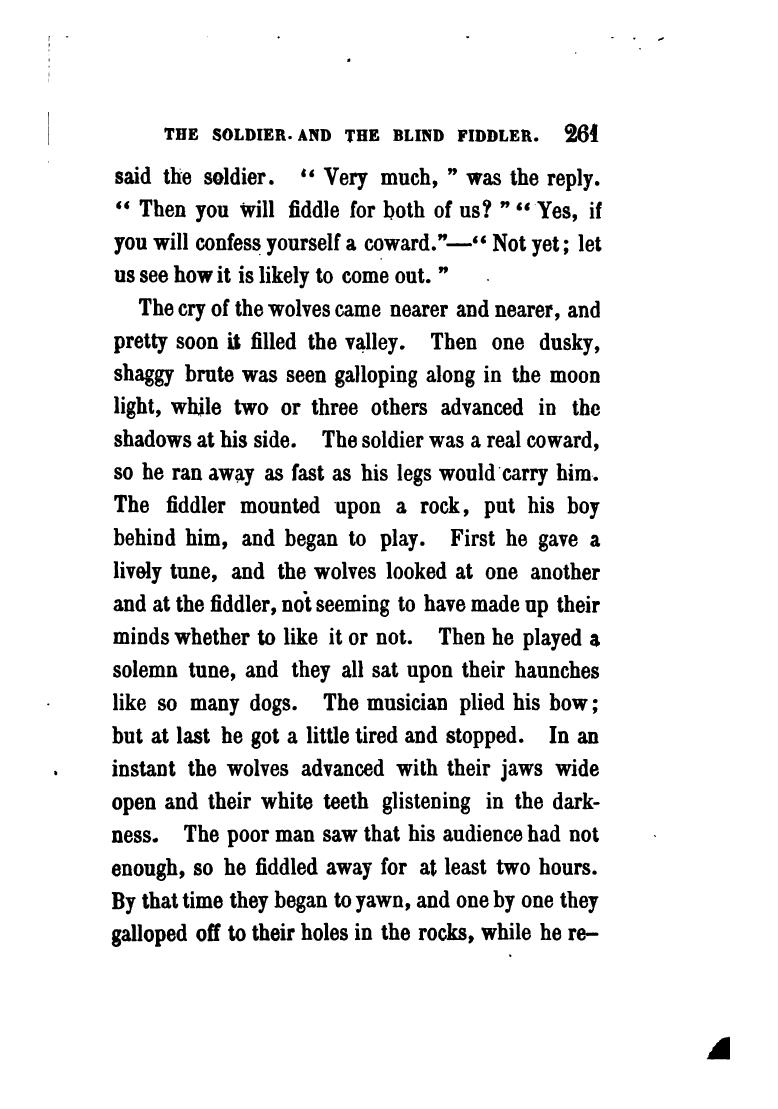 THE SOLDIER. AND THE BLIND FIDDLER. 261
said the soldier. “ Very much, ” was the reply.
“ Then you will fiddle for both of us? ” “ Yes, if
you will confess yourself a coward.”—“ Not yet; let
us see how it is likely to come out. ”
The cry of the wolves came nearer and nearer, and
pretty soon it filled the valley. Then one dusky,
shaggy brute was seen galloping along in the moon
light, while two or three others advanced in the
shadows at his side. The soldier was a real coward,
so he ran away as fast as his legs would carry him.
The fiddler mounted upon a rock, put his boy
behind him, and began to play. First he gave a
lively tune, and the wolves looked at one another
and at the fiddler, not seeming to have made up their
minds whether to like it or not. Then he played a
solemn tune, and they all sat upon their haunches
like so many dogs. The musician plied his bow;
but at last he got a little tired and stopped. In an
instant the wolves advanced with their jaws wide
open and their white teeth glistening in the dark-
ness. The poor man saw that his audience had not
enough, so he fiddled away for at least two hours.
By that time they began to yawn, and one by one they
galloped off to their holes in the rocks, while he re-